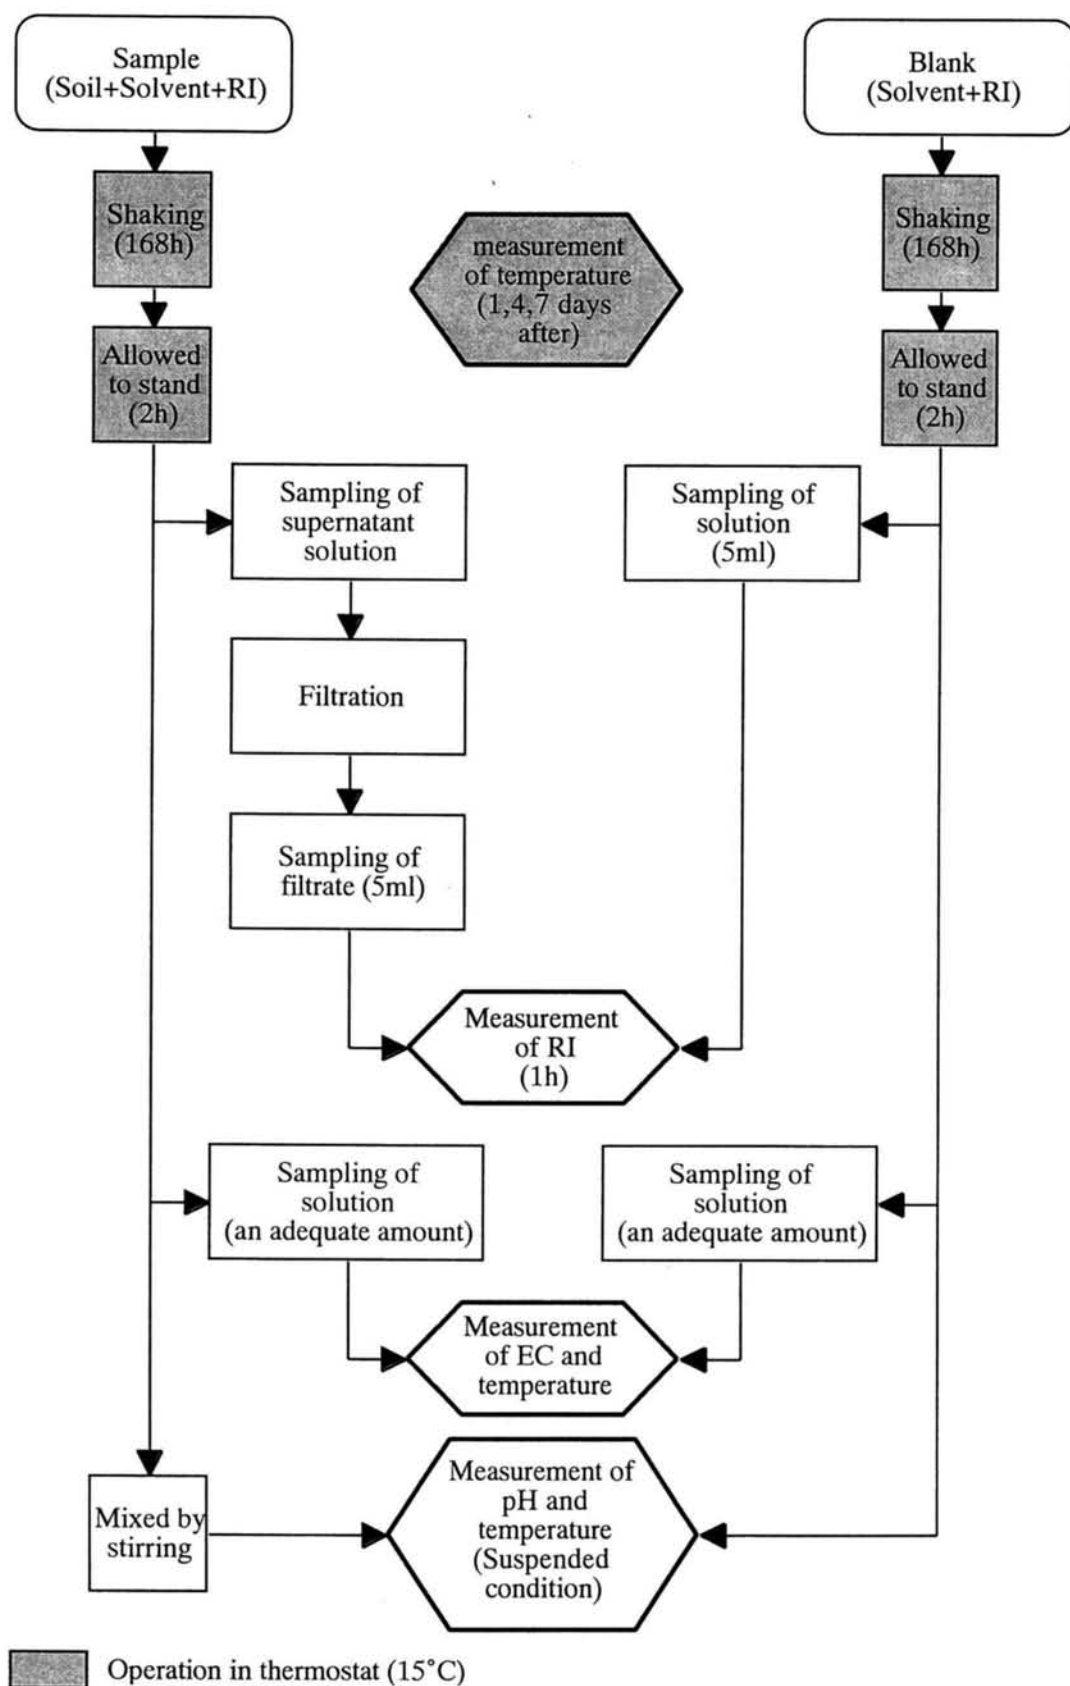 Sample
(Soil+Solvent+RI)
Blank
(Solvent+RI)
Shaking
(168h)
measurement
of temperature
(1,4,7 days
after)
Shaking
(168h)
Allowed
to stand
(2h)
Allowed
to stand
(2h)
Sampling of
supernatant
solution
Sampling of
solution
(5ml)
Filtration
Sampling of
filtrate (5ml)
Measurement
of RI
(1h)
Sampling of
solution
(an adequate amount)
Sampling of
solution
(an adequate amount)
Measurement
of EC and
temperature
Mixed by
stirring
Measurement of
pH and
temperature
(Suspended
condition)
Operation in thermostat (15°C)